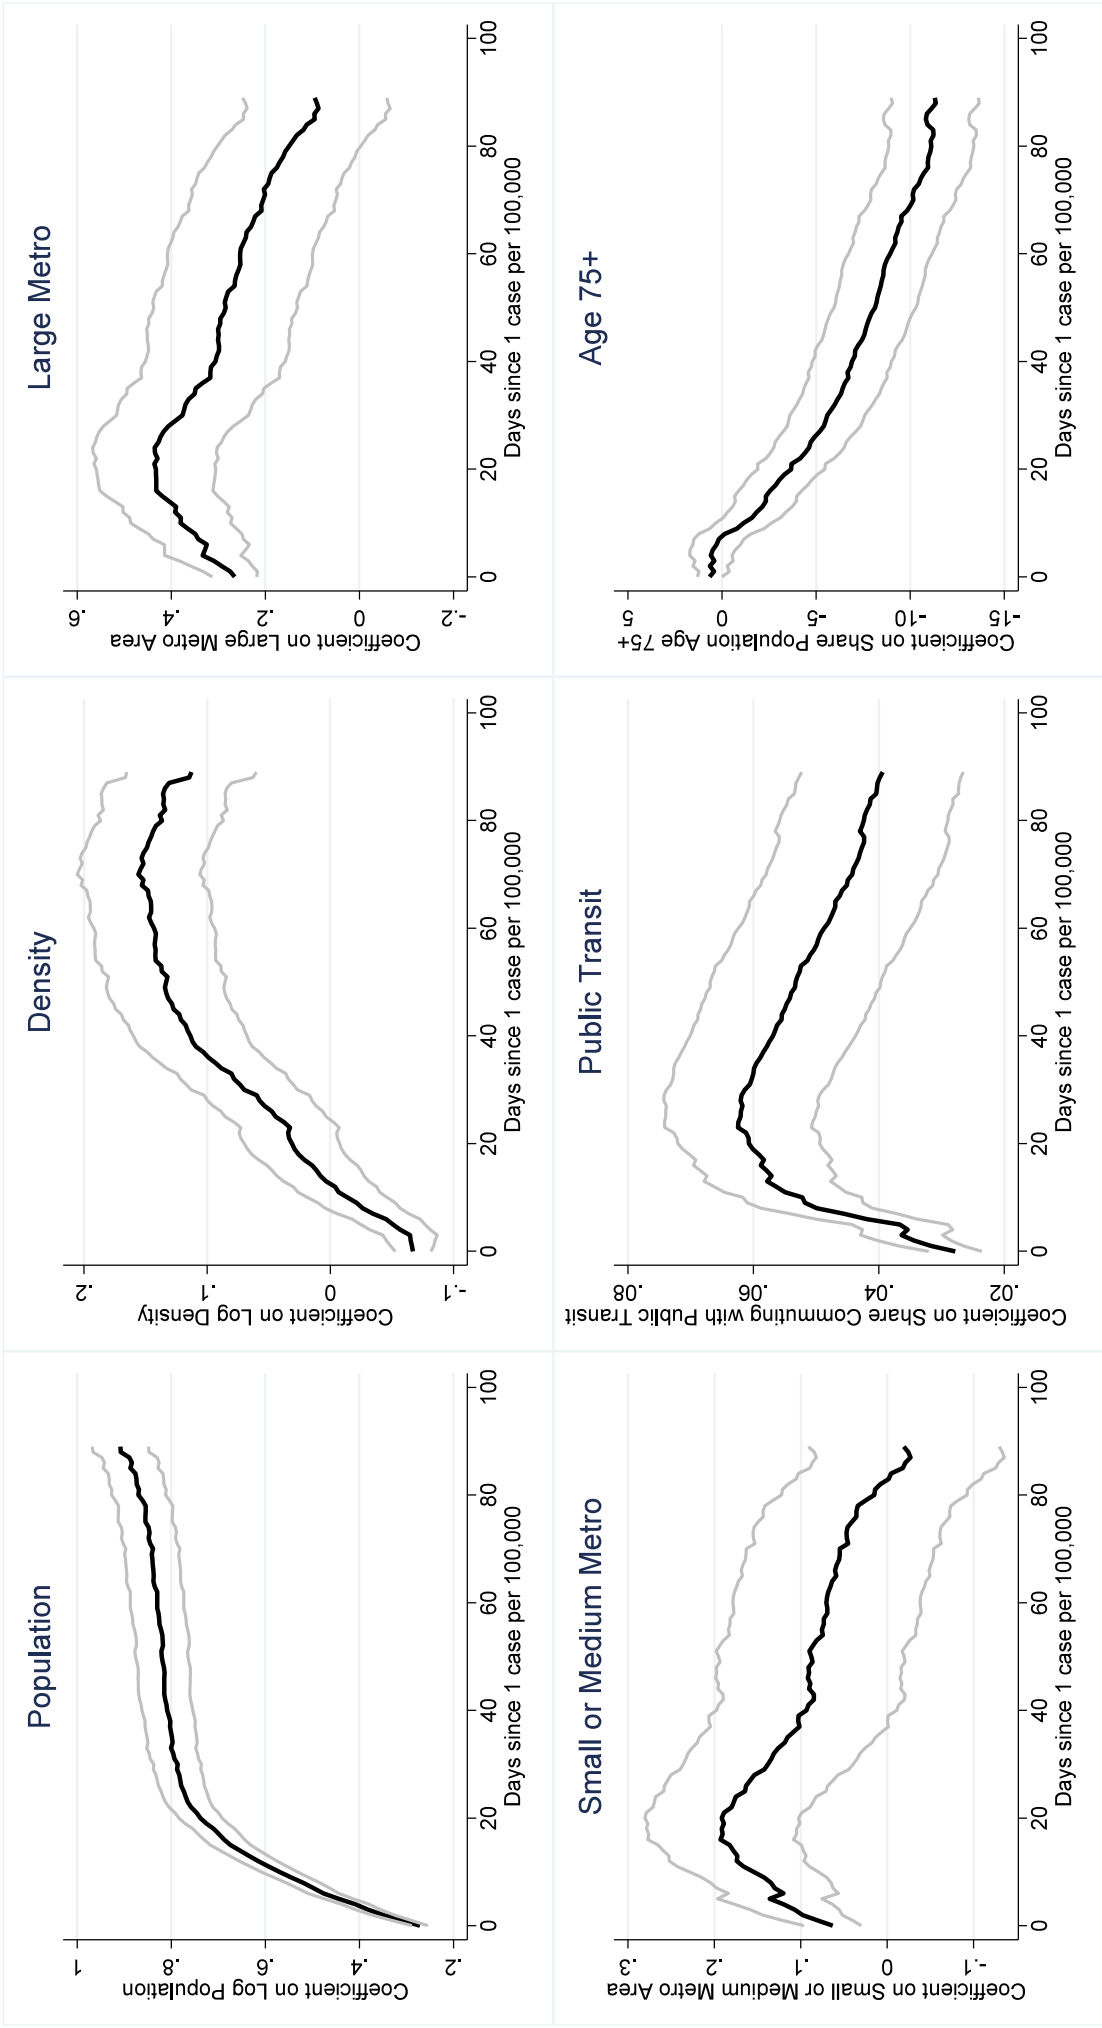 Population
Coefficient on Log Population
.2 .4 .6 .8 1
0 20 40 60 80 100
Days since 1 case per 100,000
Density
Coefficient on Log Density
-.1 0 .1 .2
0 20 40 60 80 100
Days since 1 case per 100,000
Large Metro
Coefficient on Large Metro Area
-.2 0 .2 .4 .6
0 20 40 60 80 100
Days since 1 case per 100,000
Small or Medium Metro
Coefficient on Small or Medium Metro Area
-.1 0 .1 .2 .3
0 20 40 60 80 100
Days since 1 case per 100,000
Public Transit
Coefficient on Share Commuting with Public Transit
.02 .04 .06 .08
0 20 40 60 80 100
Days since 1 case per 100,000
Age 75+
Coefficient on Share Population Age 75+
-15 -10 -5 0 5
0 20 40 60 80 100
Days since 1 case per 100,000